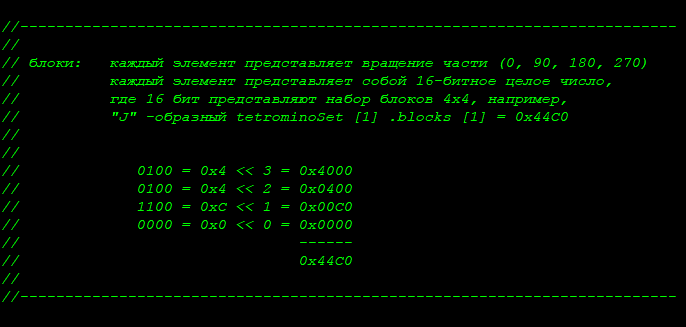 //-------------------------------------------------------------------------
//
// блоки:   каждый элемент представляет вращение части (0, 90, 180, 270)
//          каждый элемент представляет собой 16-битное целое число,
//          где 16 бит представляют набор блоков 4x4, например,
//          "J" -образный tetrominoSet [1] .blocks [1] = 0x44C0
//
//
//             0100 = 0x4 << 3 = 0x4000
//             0100 = 0x4 << 2 = 0x0400
//             1100 = 0xC << 1 = 0x00C0
//             0000 = 0x0 << 0 = 0x0000
//                               ------
//                               0x44C0
//
//-------------------------------------------------------------------------